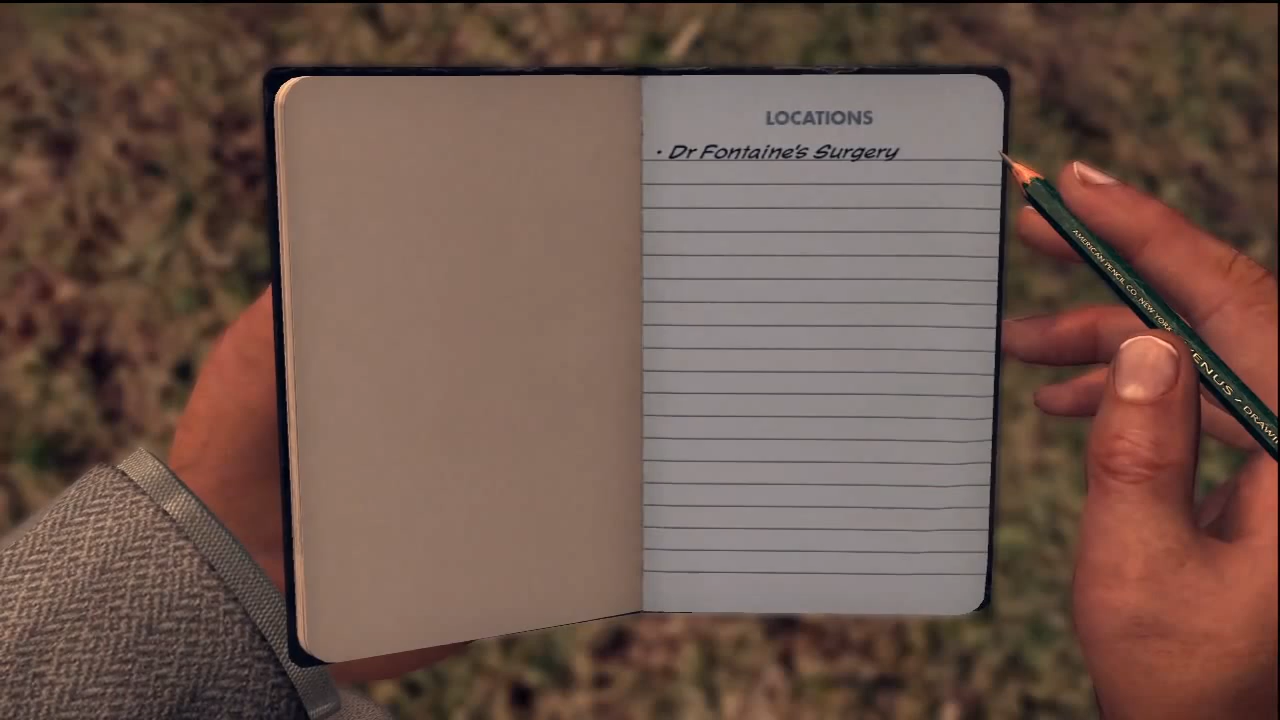 LOCATIONS
• Dr Fontaine's Surgery
AMERICAN PENCIL CO. NEW YORK
VENUS / DRAWI